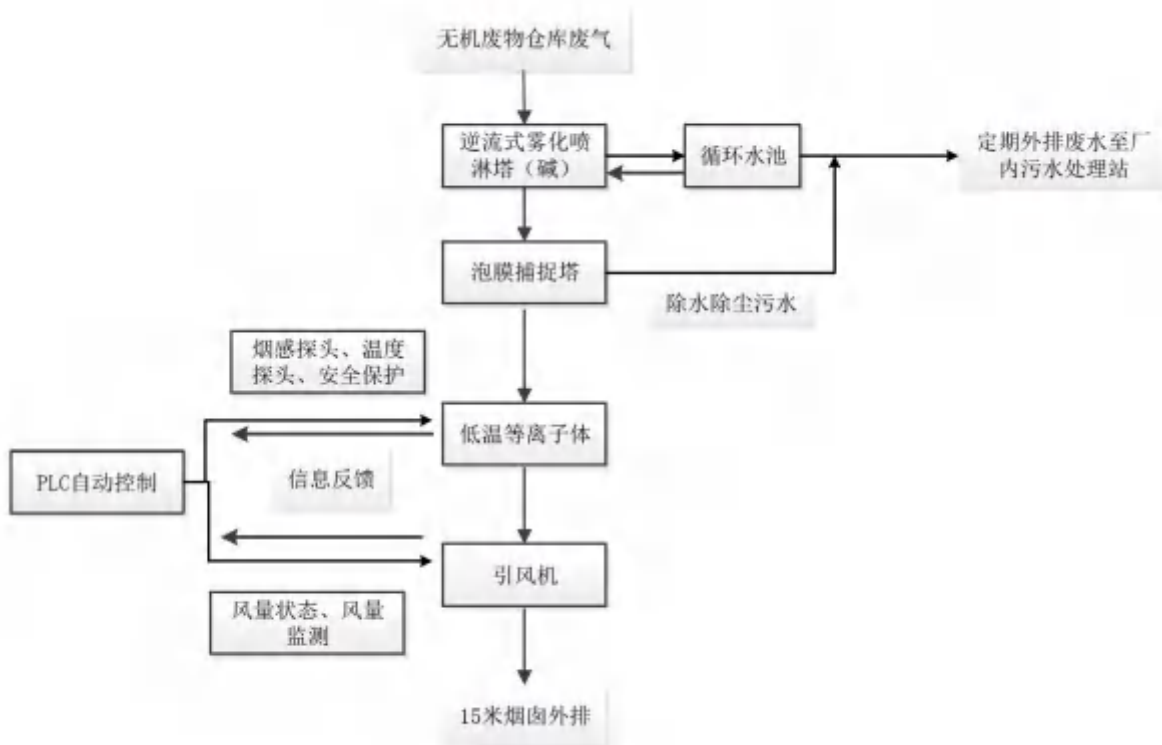 无机废物仓库废气
逆流式雾化喷
淋塔（碱）
循环水池
定期外排废水至厂
内污水处理站
泡膜捕捉塔
除水除尘污水
烟感探头、温度
探头、安全保护
低温等离子体
PLC自动控制
信息反馈
引风机
风量状态、风量
监测
15米烟囱外排